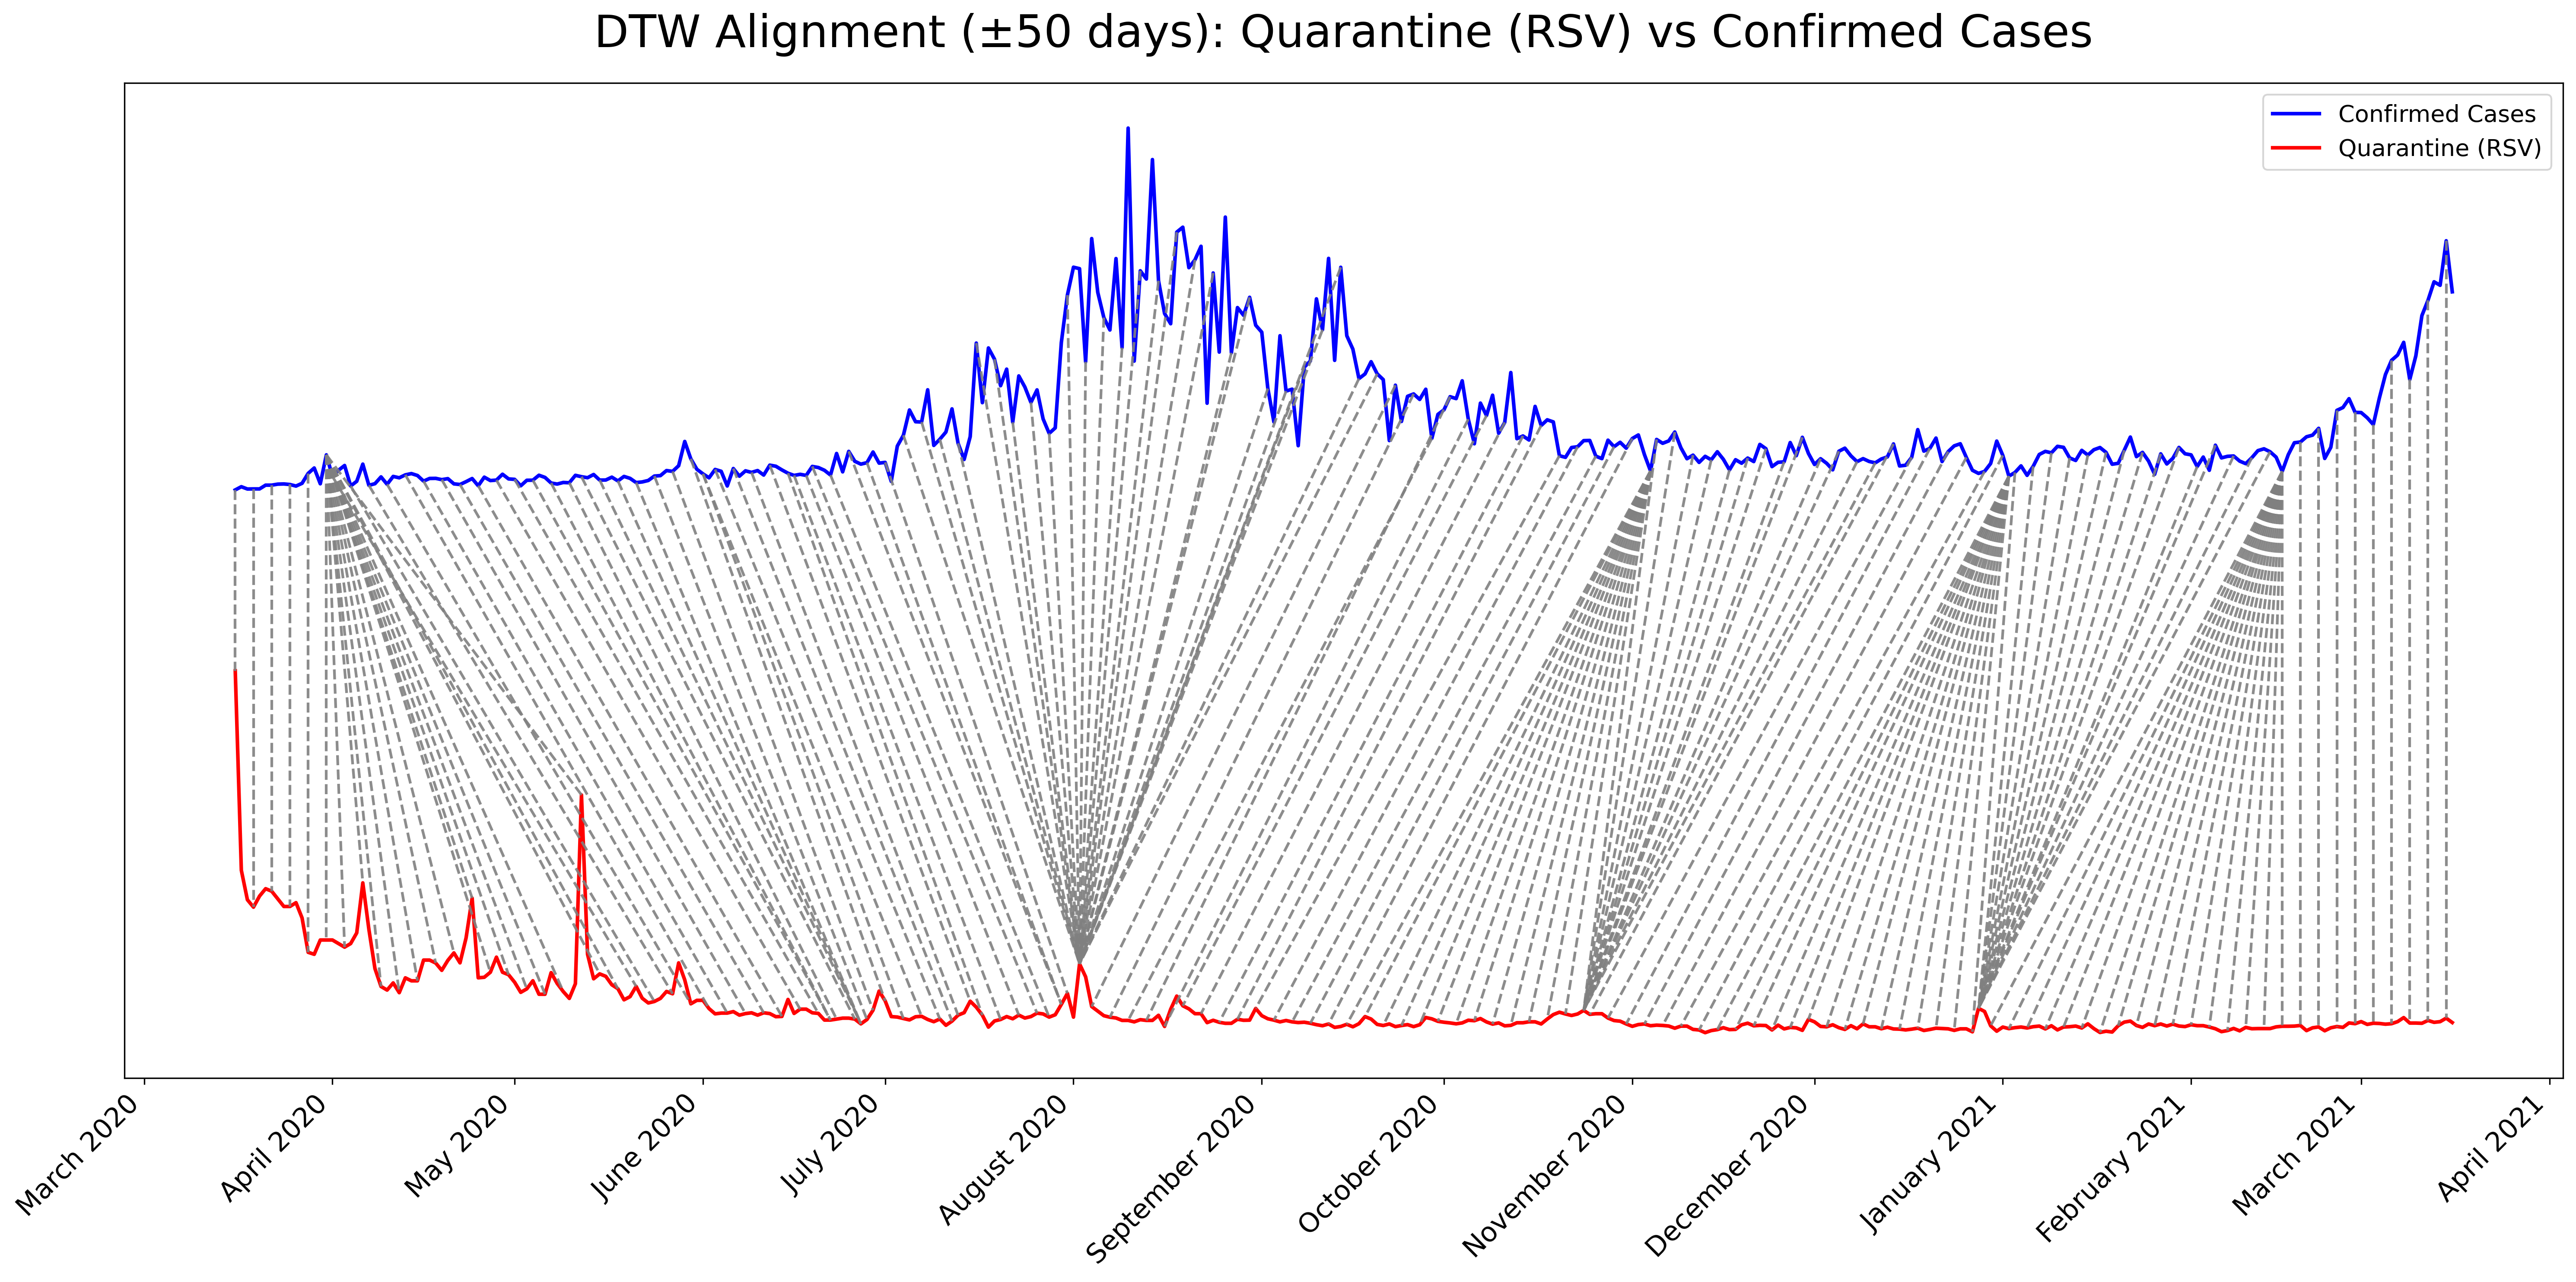 DTW Alignment (±50 days): Quarantine (RSV) vs Confirmed Cases
Confirmed Cases
Quarantine (RSV)
March 2020
April 2020
May 2020
June 2020
July 2020
August 2020
September 2020
October 2020
November 2020
December 2020
January 2021
February 2021
March 2021
April 2021